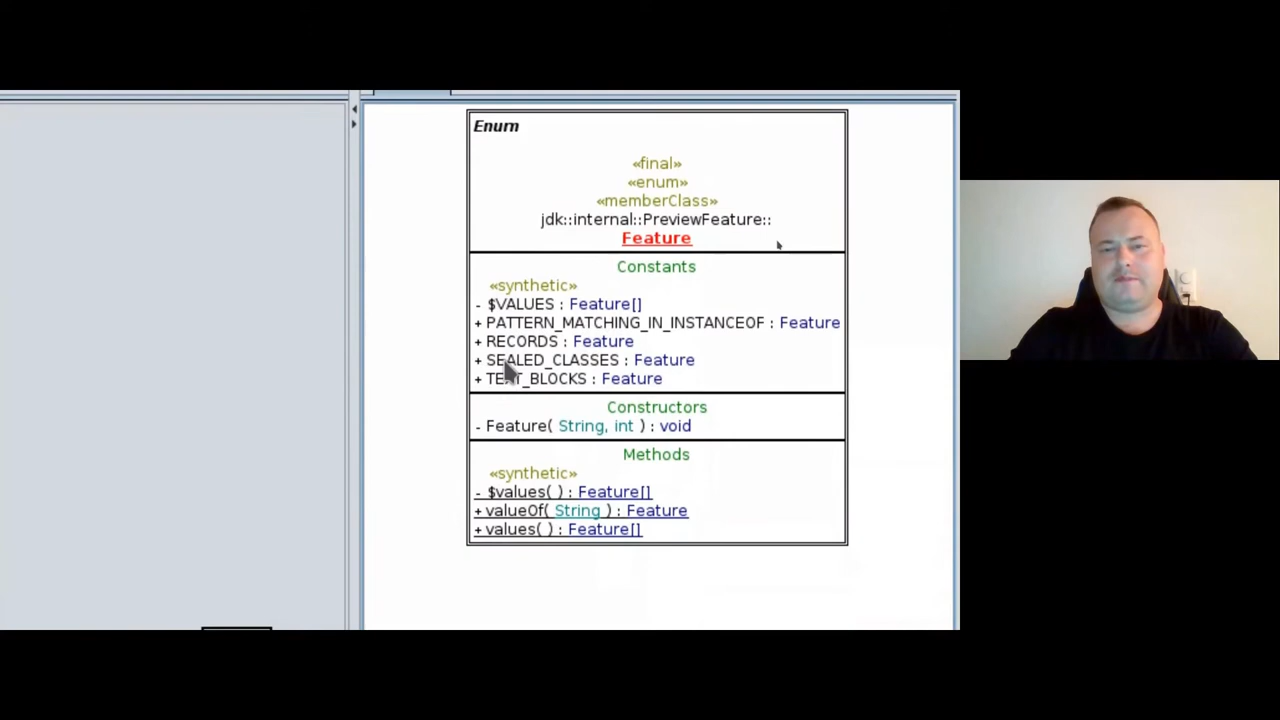 Enum
«final»
«enum»
«memberClass»
jdk::internal::PreviewFeature::
Feature
Constants
«synthetic»
- $VALUES : Feature[]
+ PATTERN_MATCHING_IN_INSTANCEOF : Feature
+ RECORDS : Feature
+ SEALED_CLASSES : Feature
+ TEXT_BLOCKS : Feature
Constructors
- Feature( String, int ) : void
Methods
«synthetic»
- $values( ) : Feature[]
+ valueOf( String ) : Feature
+ values( ) : Feature[]